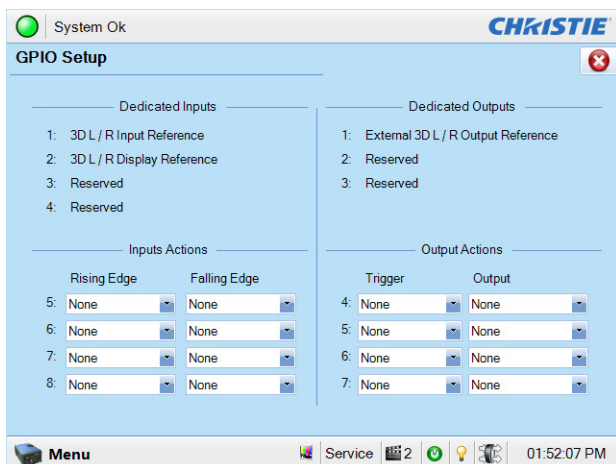 System Ok
CHRISTIE
GPIO Setup
Dedicated Inputs
1: 3D L / R Input Reference
2: 3D L / R Display Reference
3: Reserved
4: Reserved
Dedicated Outputs
1: External 3D L / R Output Reference
2: Reserved
3: Reserved
Inputs Actions
Rising Edge Falling Edge
5: None None
6: None None
7: None None
8: None None
Output Actions
Trigger Output
4: None None
5: None None
6: None None
7: None None
Menu Service 2 01:52:07 PM